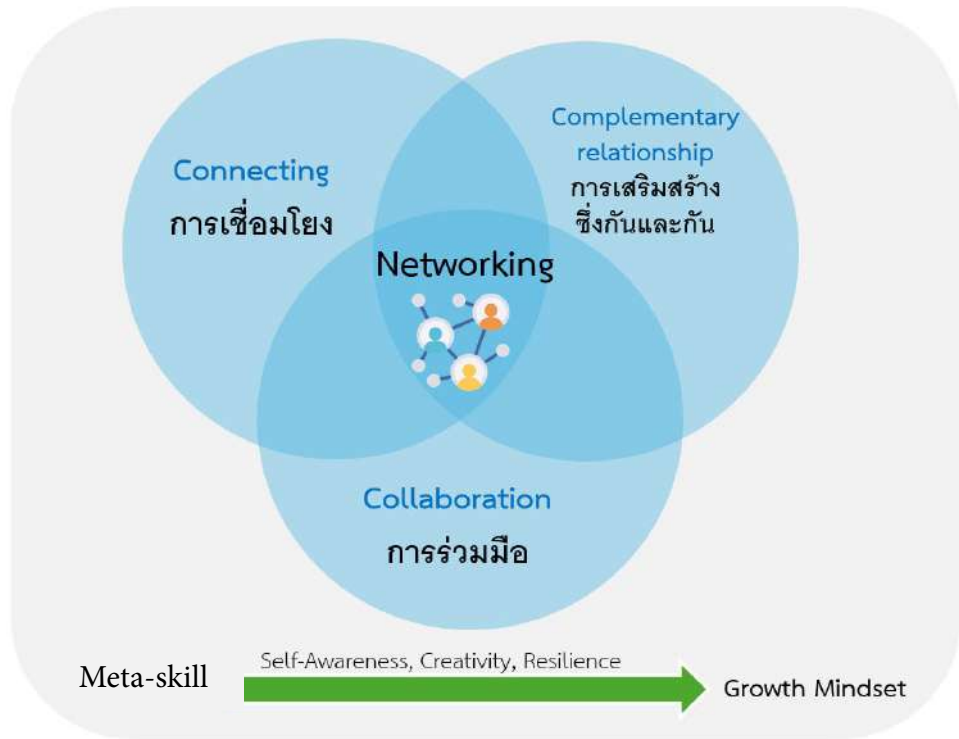 Connecting
การเชื่อมโยง
Complementary
relationship
การเสริมสร้าง
ซึ่งกันและกัน
Networking
Collaboration
การร่วมมือ
Meta-skill
Self-Awareness, Creativity, Resilience
Growth Mindset